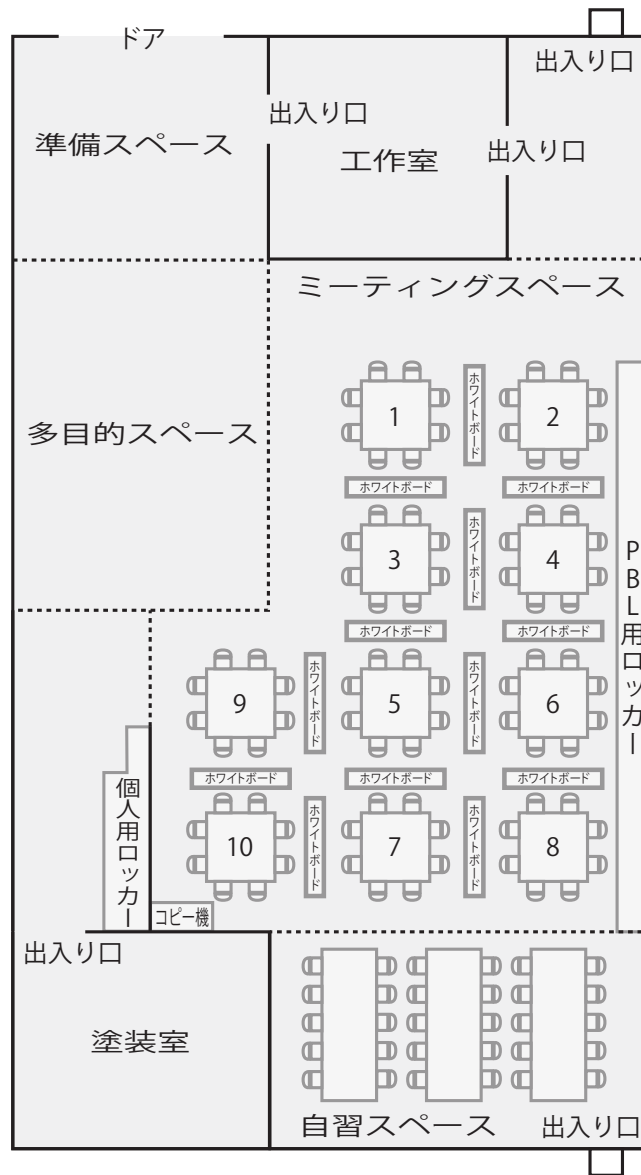 ドア
出入り口
出入り口
準備スペース
工作室
出入り口
ミーティングスペース
多目的スペース
1
ホワイトボード
2
ホワイトボード
ホワイトボード
3
ホワイトボード
4
PBL用ロッカー
ホワイトボード
ホワイトボード
9
ホワイトボード
5
ホワイトボード
6
ホワイトボード
ホワイトボード
ホワイトボード
個人用ロッカー
10
ホワイトボード
7
ホワイトボード
8
コピー機
出入り口
塗装室
自習スペース
出入り口